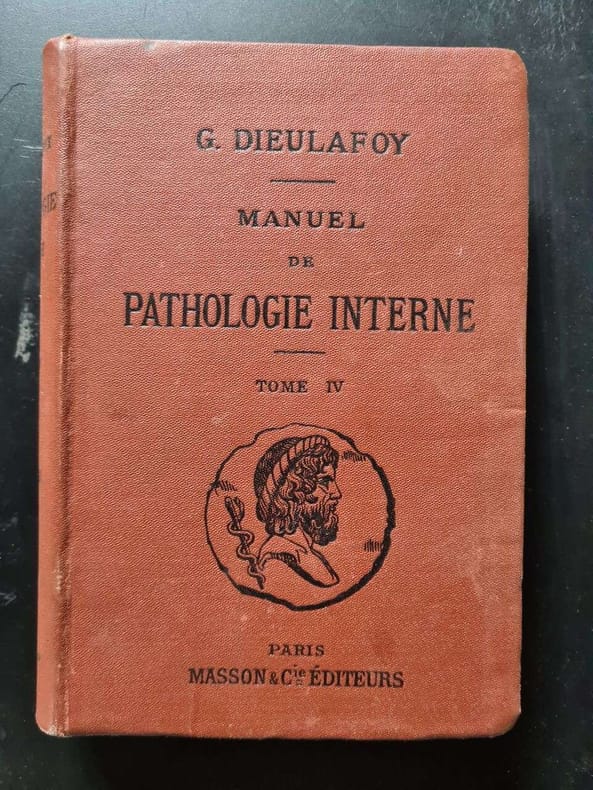 G. DIEULAFOY
MANUEL
DE
PATHOLOGIE INTERNE
TOME IV
PARIS
MASSON & Cie ÉDITEURS